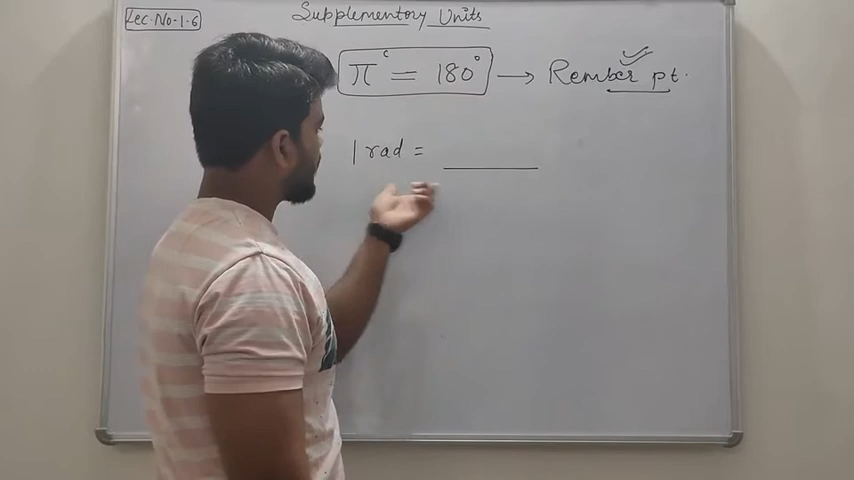 Lec.No-1.6
Supplementory Units
π^c = 180° → Rember pt.
1 rad = ______